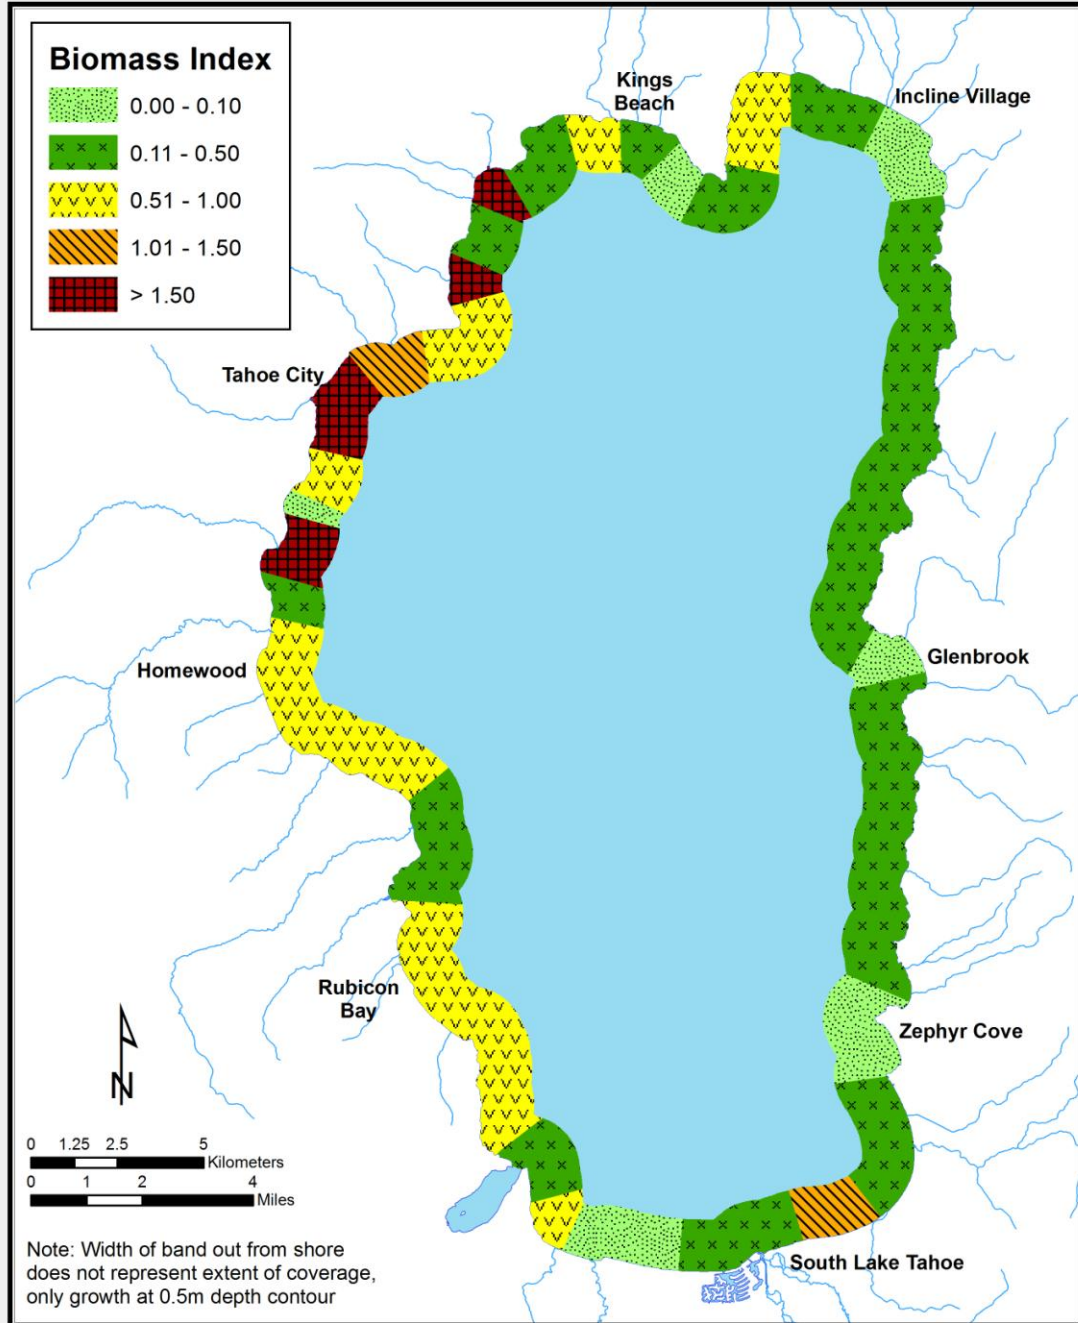 Biomass Index
0.00 - 0.10
0.11 - 0.50
0.51 - 1.00
1.01 - 1.50
> 1.50
Kings
Beach
Incline Village
Tahoe City
Homewood
Glenbrook
Rubicon
Bay
Zephyr Cove
South Lake Tahoe
N
0 1.25 2.5 5
Kilometers
0 1 2 4
Miles
Note: Width of band out from shore
does not represent extent of coverage,
only growth at 0.5m depth contour